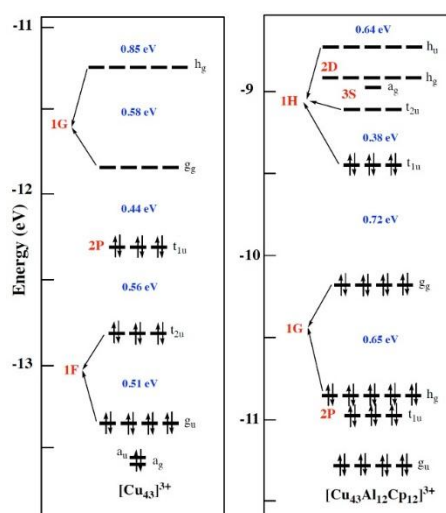 Energy (eV)
-11
-12
-13
0.85 eV
h_g
1G
0.58 eV
g_g
0.44 eV
2P
t_1u
0.56 eV
t_2u
1F
0.51 eV
g_u
a_u
a_g
[Cu43]3+
-9
-10
-11
0.64 eV
h_u
2D
h_g
3S
a_g
1H
t_2u
0.38 eV
t_1u
0.72 eV
g_g
1G
0.65 eV
h_g
2P
t_1u
g_u
[Cu43Al12Cp12]3+